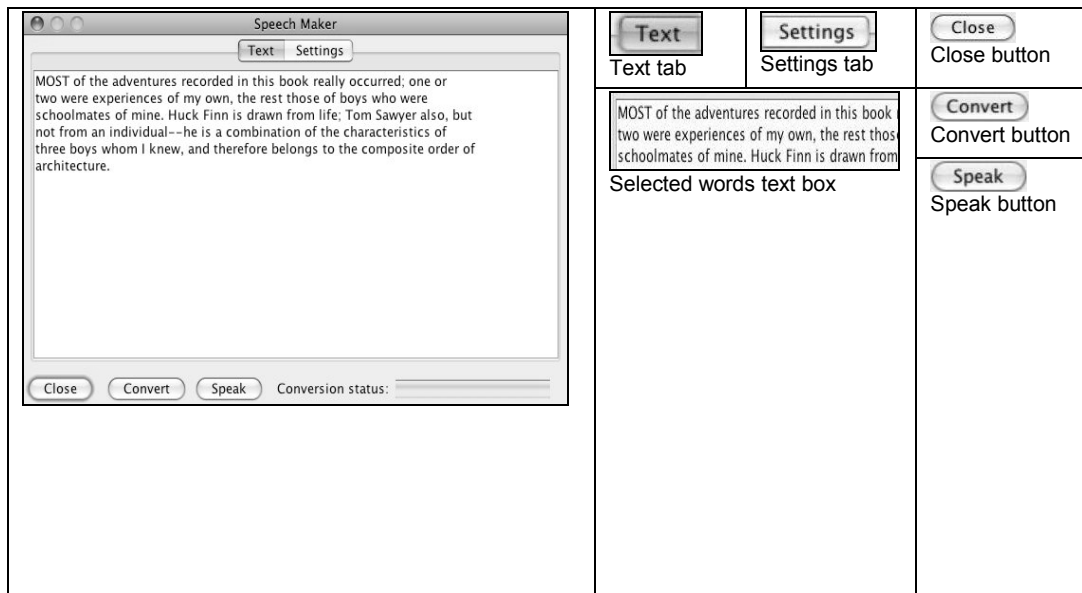 Speech Maker
Text Settings
MOST of the adventures recorded in this book really occurred; one or
two were experiences of my own, the rest those of boys who were
schoolmates of mine. Huck Finn is drawn from life; Tom Sawyer also, but
not from an individual--he is a combination of the characteristics of
three boys whom I knew, and therefore belongs to the composite order of
architecture.
Close Convert Speak Conversion status:
Text
Text tab
Settings
Settings tab
Close
Close button
MOST of the adventures recorded in this book
two were experiences of my own, the rest thos
schoolmates of mine. Huck Finn is drawn from
Selected words text box
Convert
Convert button
Speak
Speak button